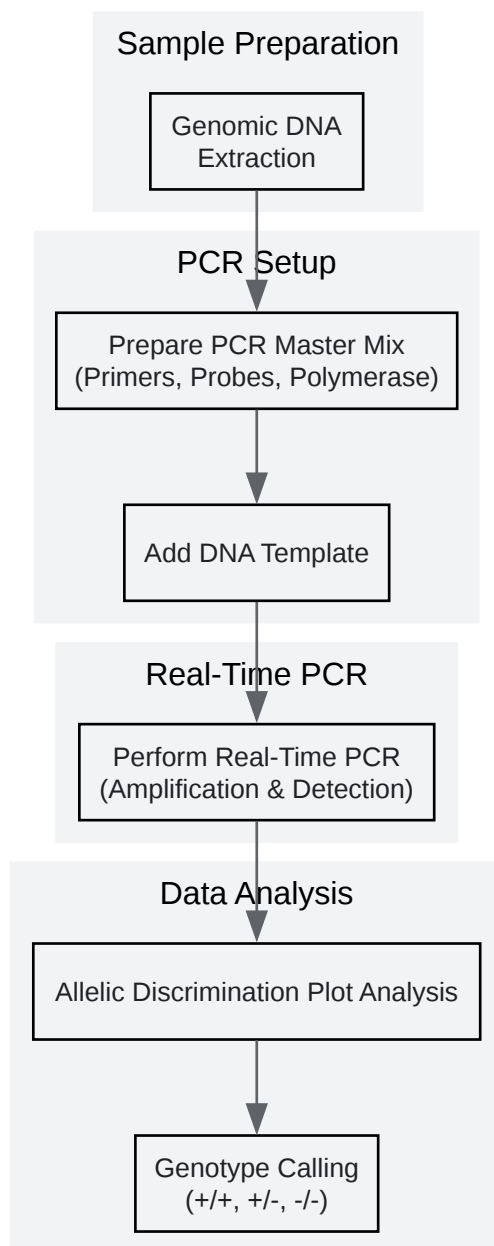 Sample Preparation
Genomic DNA
Extraction
PCR Setup
Prepare PCR Master Mix
(Primers, Probes, Polymerase)
Add DNA Template
Real-Time PCR
Perform Real-Time PCR
(Amplification & Detection)
Data Analysis
Allelic Discrimination Plot Analysis
Genotype Calling
(+/+, +/-, -/-)